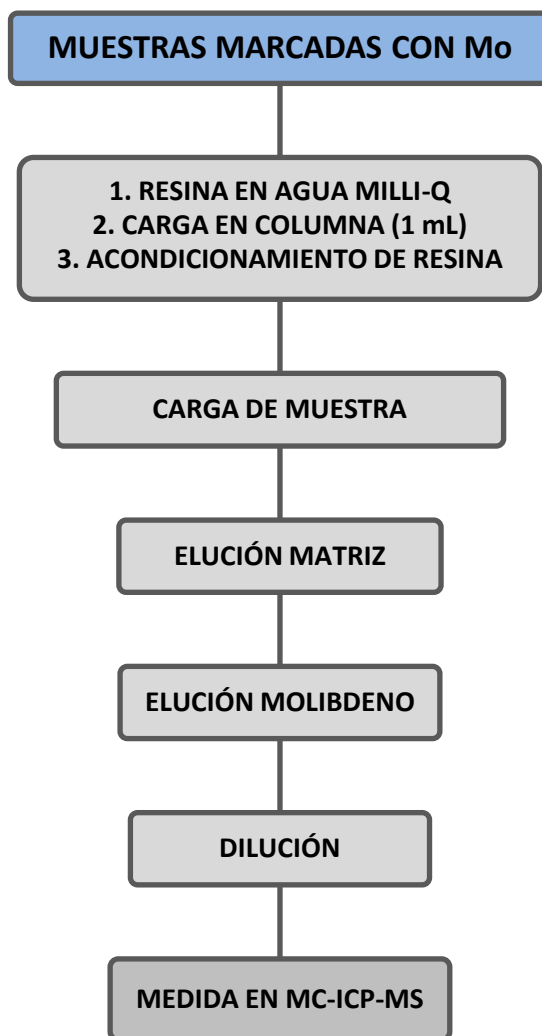 MUESTRAS MARCADAS CON Mo
1. RESINA EN AGUA MILLI-Q
2. CARGA EN COLUMNA (1 mL)
3. ACONDICIONAMIENTO DE RESINA
CARGA DE MUESTRA
ELUCIÓN MATRIZ
ELUCIÓN MOLIBDENO
DILUCIÓN
MEDIDA EN MC-ICP-MS